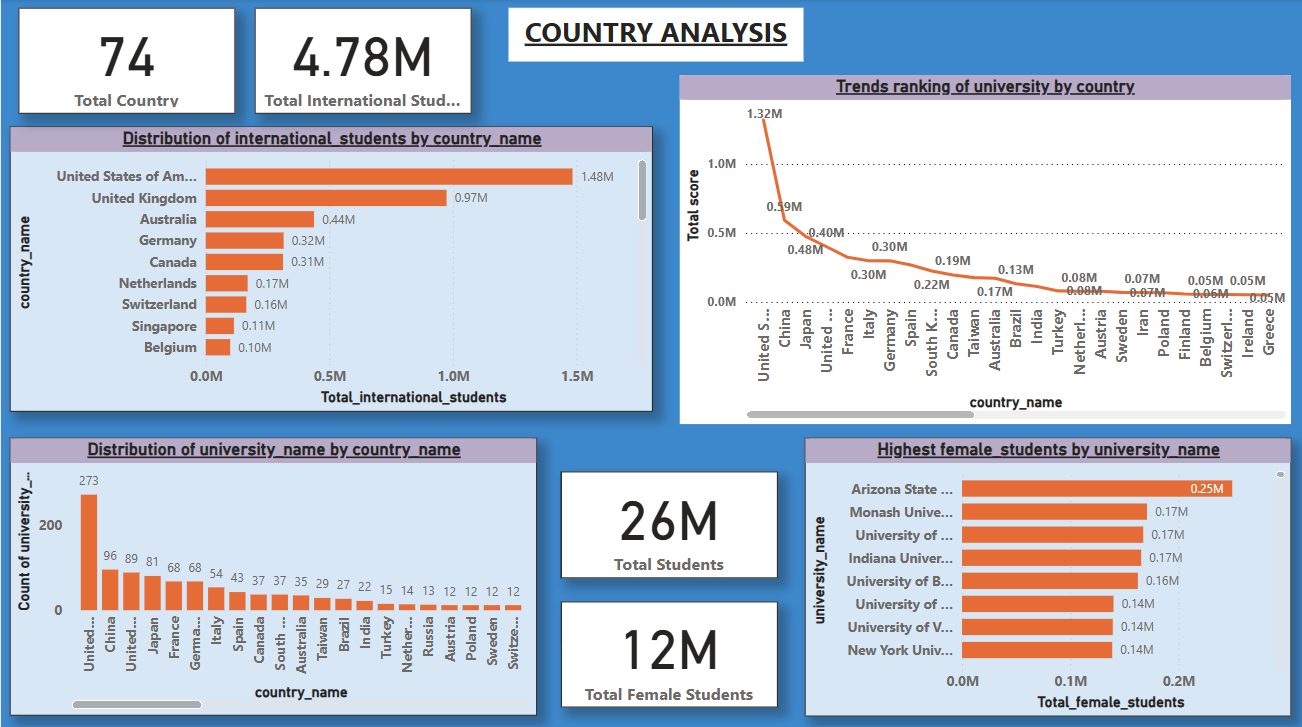 74
Total Country
4.78M
Total International Stud...
COUNTRY ANALYSIS
Distribution of international_students by country_name
country_name
United States of Am...
1.48M
United Kingdom
0.97M
Australia
0.44M
Germany
0.32M
Canada
0.31M
Netherlands
0.17M
Switzerland
0.16M
Singapore
0.11M
Belgium
0.10M
0.0M 0.5M 1.0M 1.5M
Total_international_students
Trends ranking of university by country
Total score
1.0M
0.5M
0.0M
1.32M
0.59M
0.48M
0.40M
0.30M
0.30M
0.22M
0.19M
0.17M
0.13M
0.08M
0.08M
0.07M
0.07M
0.05M
0.06M
0.05M
0.05M
United S...
China
Japan
United ...
France
Italy
Germany
Spain
South K...
Canada
Taiwan
Australia
Brazil
India
Turkey
Netherl...
Austria
Sweden
Iran
Poland
Finland
Belgium
Switzerl...
Ireland
Greece
country_name
Distribution of university_name by country_name
Count of university_...
200
0
273 96 89 81 68 68 54 43 37 37 35 29 27 22 15 14 13 12 12 12 12
United...
China
United...
Japan
France
Germa...
Italy
Spain
Canada
South ...
Australia
Taiwan
Brazil
India
Turkey
Nether...
Russia
Austria
Poland
Sweden
Switze...
country_name
26M
Total Students
12M
Total Female Students
Highest female_students by university_name
university_name
Arizona State ...
0.25M
Monash Unive...
0.17M
University of ...
0.17M
Indiana Univer...
0.17M
University of B...
0.16M
University of ...
0.14M
University of V...
0.14M
New York Univ...
0.14M
0.0M 0.1M 0.2M
Total_female_students